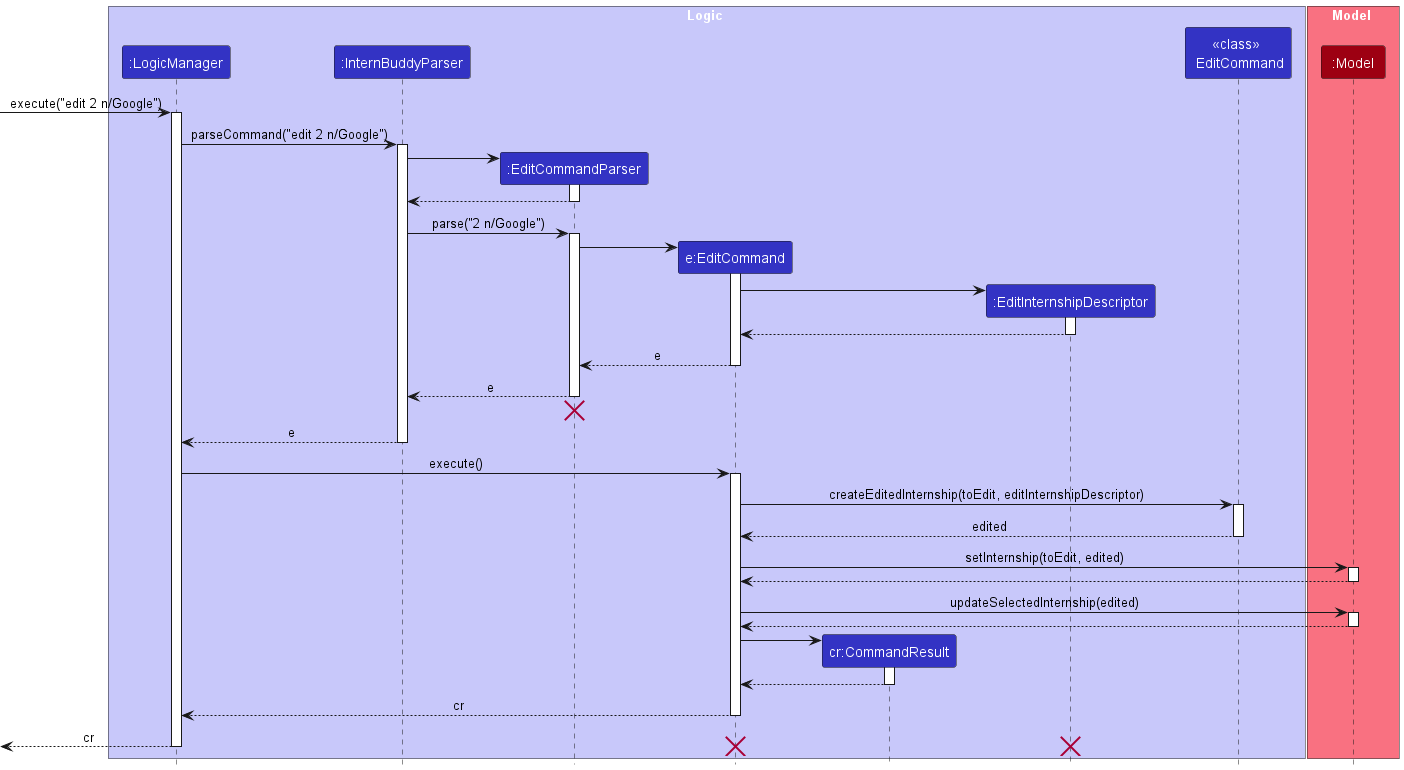 Logic
Model
«class»
EditCommand
:LogicManager
:InternBuddyParser
:Model
execute("edit 2 n/Google")
parseCommand("edit 2 n/Google")
:EditCommandParser
parse("2 n/Google")
e:EditCommand
:EditInternshipDescriptor
e
e
e
execute()
createEditedInternship(toEdit, editInternshipDescriptor)
edited
setInternship(toEdit, edited)
updateSelectedInternship(edited)
cr:CommandResult
cr
cr